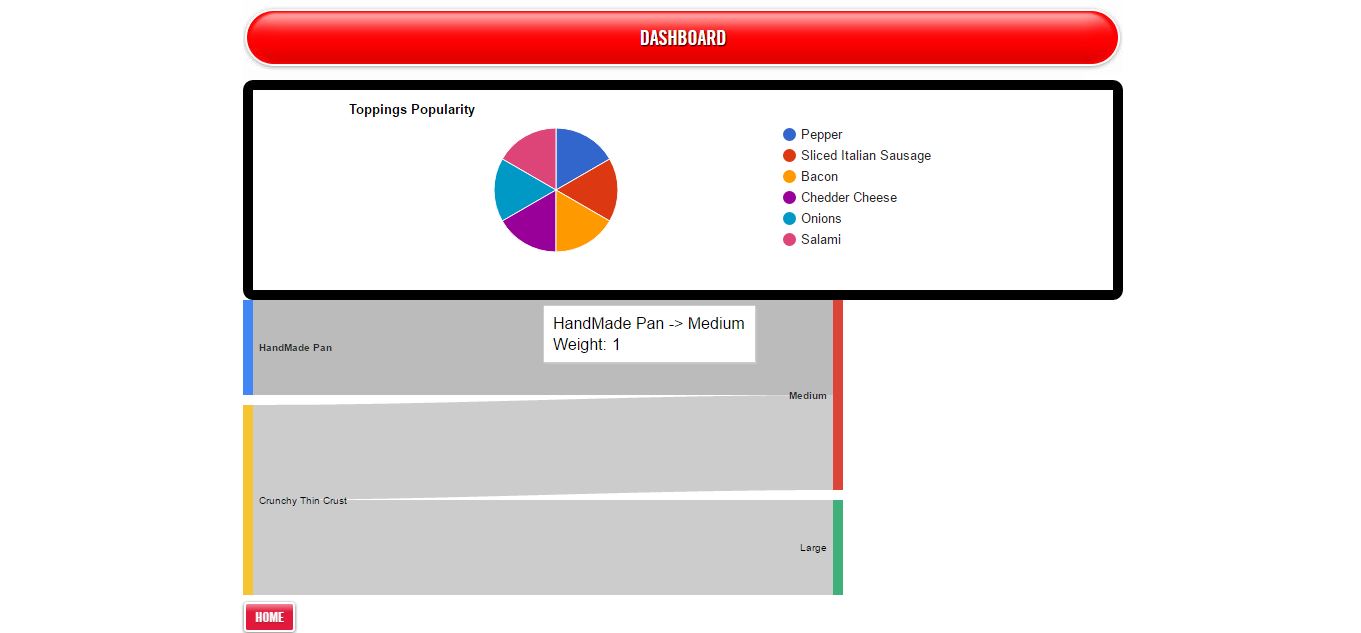 DASHBOARD
Toppings Popularity
Pepper
Sliced Italian Sausage
Bacon
Chedder Cheese
Onions
Salami
HandMade Pan -> Medium
Weight: 1
HandMade Pan
Medium
Crunchy Thin Crust
Large
HOME